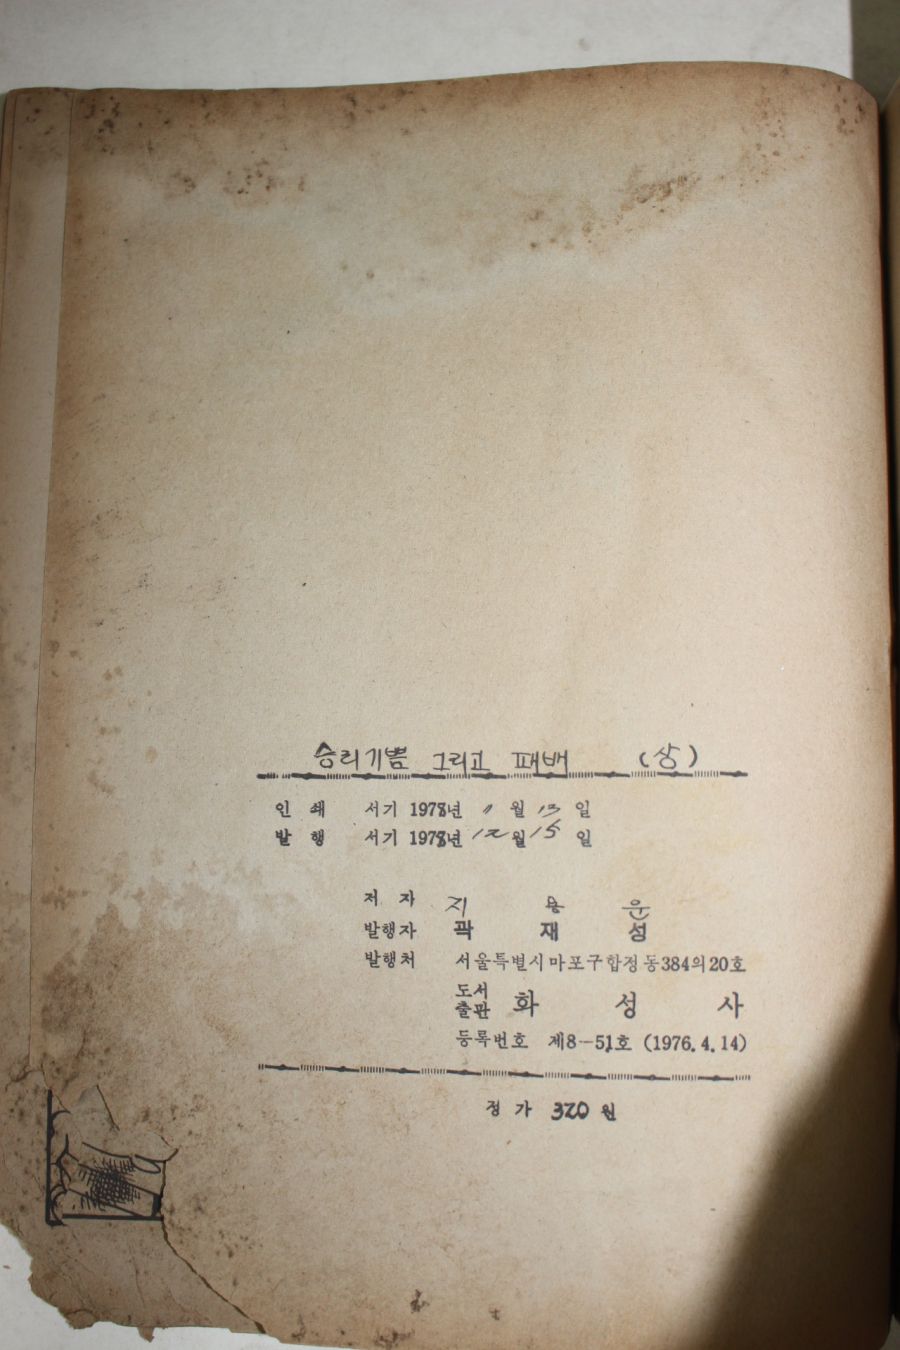 승리기쁨 그리고 패배 (상)
인 쇄 서기 1978년 11월 13일
발 행 서기 1978년 12월 15일
저 자 지 용 운
발행자 곽 재 성
발행처 서울특별시마포구합정동384의20호
도서출판 화 성 사
등록번호 제8-51호 (1976.4.14)
정 가 320 원